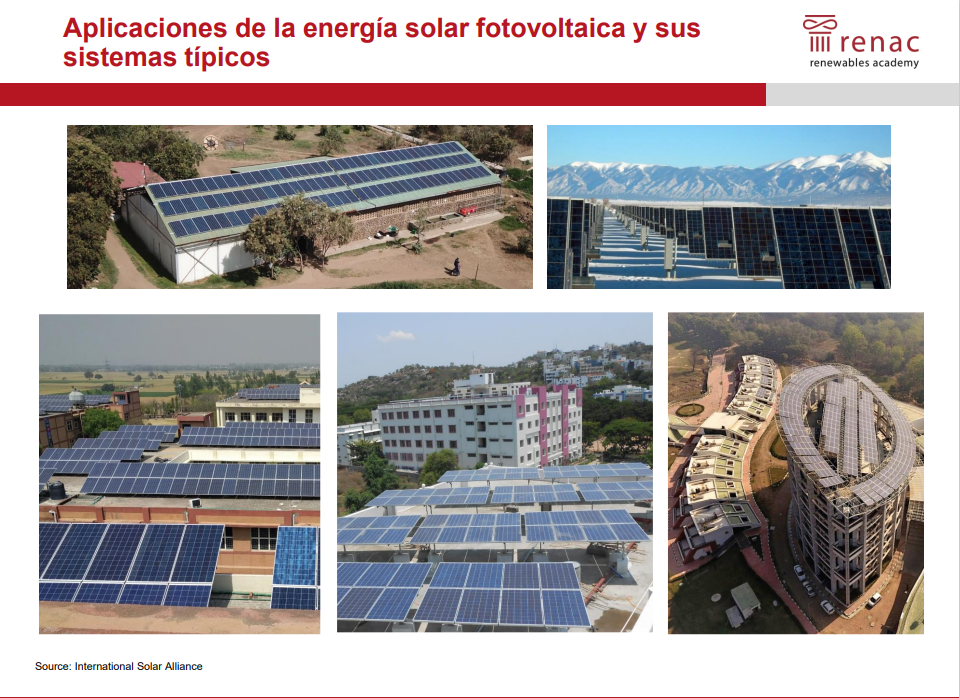 Aplicaciones de la energía solar fotovoltaica y sus
sistemas típicos
renac
renewables academy
Source: International Solar Alliance